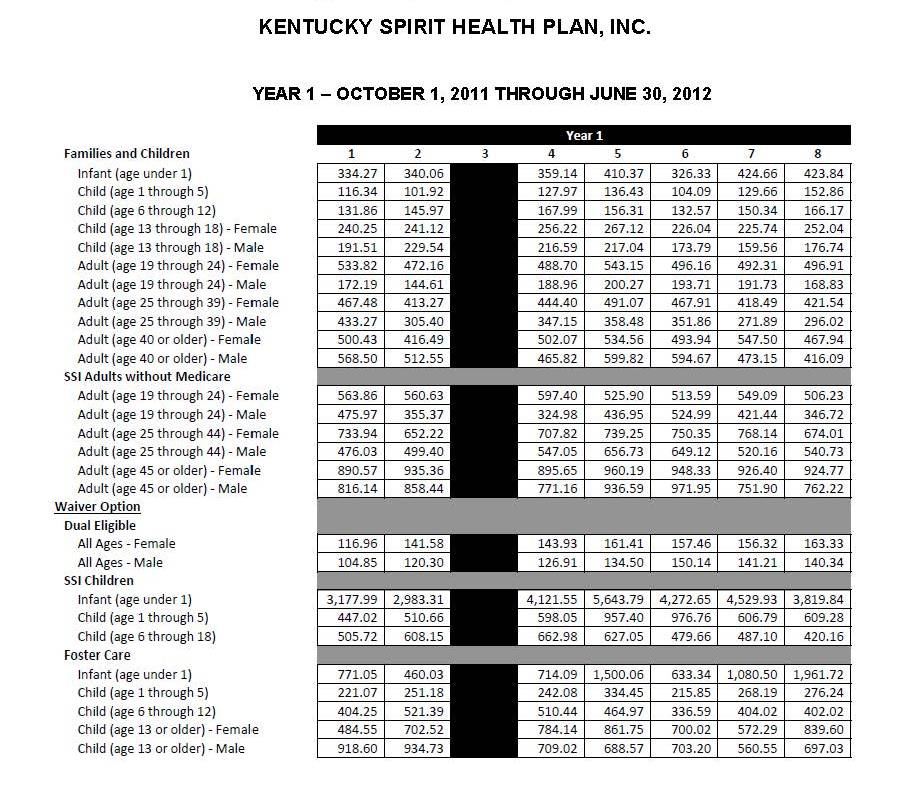 KENTUCKY SPIRIT HEALTH PLAN, INC.
YEAR 1 – OCTOBER 1, 2011 THROUGH JUNE 30, 2012
Year 1
Families and Children 1 2 3 4 5 6 7 8
Infant (age under 1) 334.27 340.06 359.14 410.37 326.33 424.66 423.84
Child (age 1 through 5) 116.34 101.92 127.97 136.43 104.09 129.66 152.86
Child (age 6 through 12) 131.86 145.97 167.99 156.31 132.57 150.34 166.17
Child (age 13 through 18) - Female 240.25 241.12 256.22 267.12 226.04 225.74 252.04
Child (age 13 through 18) - Male 191.51 229.54 216.59 217.04 173.79 159.56 176.74
Adult (age 19 through 24) - Female 533.82 472.16 488.70 543.15 496.16 492.31 496.91
Adult (age 19 through 24) - Male 172.19 144.61 188.96 200.27 193.71 191.73 168.83
Adult (age 25 through 39) - Female 467.48 413.27 444.40 491.07 467.91 418.49 421.54
Adult (age 25 through 39) - Male 433.27 305.40 347.15 358.48 351.86 271.89 296.02
Adult (age 40 or older) - Female 500.43 416.49 502.07 534.56 493.94 547.50 467.94
Adult (age 40 or older) - Male 568.50 512.55 465.82 599.82 594.67 473.15 416.09
SSI Adults without Medicare
Adult (age 19 through 24) - Female 563.86 560.63 597.40 525.90 513.59 549.09 506.23
Adult (age 19 through 24) - Male 475.97 355.37 324.98 436.95 524.99 421.44 346.72
Adult (age 25 through 44) - Female 733.94 652.22 707.82 739.25 750.35 768.14 674.01
Adult (age 25 through 44) - Male 476.03 499.40 547.05 656.73 649.12 520.16 540.73
Adult (age 45 or older) - Female 890.57 935.36 895.65 960.19 948.33 926.40 924.77
Adult (age 45 or older) - Male 816.14 858.44 771.16 936.59 971.95 751.90 762.22
Waiver Option
Dual Eligible
All Ages - Female 116.96 141.58 143.93 161.41 157.46 156.32 163.33
All Ages - Male 104.85 120.30 126.91 134.50 150.14 141.21 140.34
SSI Children
Infant (age under 1) 3,177.99 2,983.31 4,121.55 5,643.79 4,272.65 4,529.93 3,819.84
Child (age 1 through 5) 447.02 510.66 598.05 957.40 976.76 606.79 609.28
Child (age 6 through 18) 505.72 608.15 662.98 627.05 479.66 487.10 420.16
Foster Care
Infant (age under 1) 771.05 460.03 714.09 1,500.06 633.34 1,080.50 1,961.72
Child (age 1 through 5) 221.07 251.18 242.08 334.45 215.85 268.19 276.24
Child (age 6 through 12) 404.25 521.39 510.44 464.97 336.59 404.02 402.02
Child (age 13 or older) - Female 484.55 702.52 784.14 861.75 700.02 572.29 839.60
Child (age 13 or older) - Male 918.60 934.73 709.02 688.57 703.20 560.55 697.03